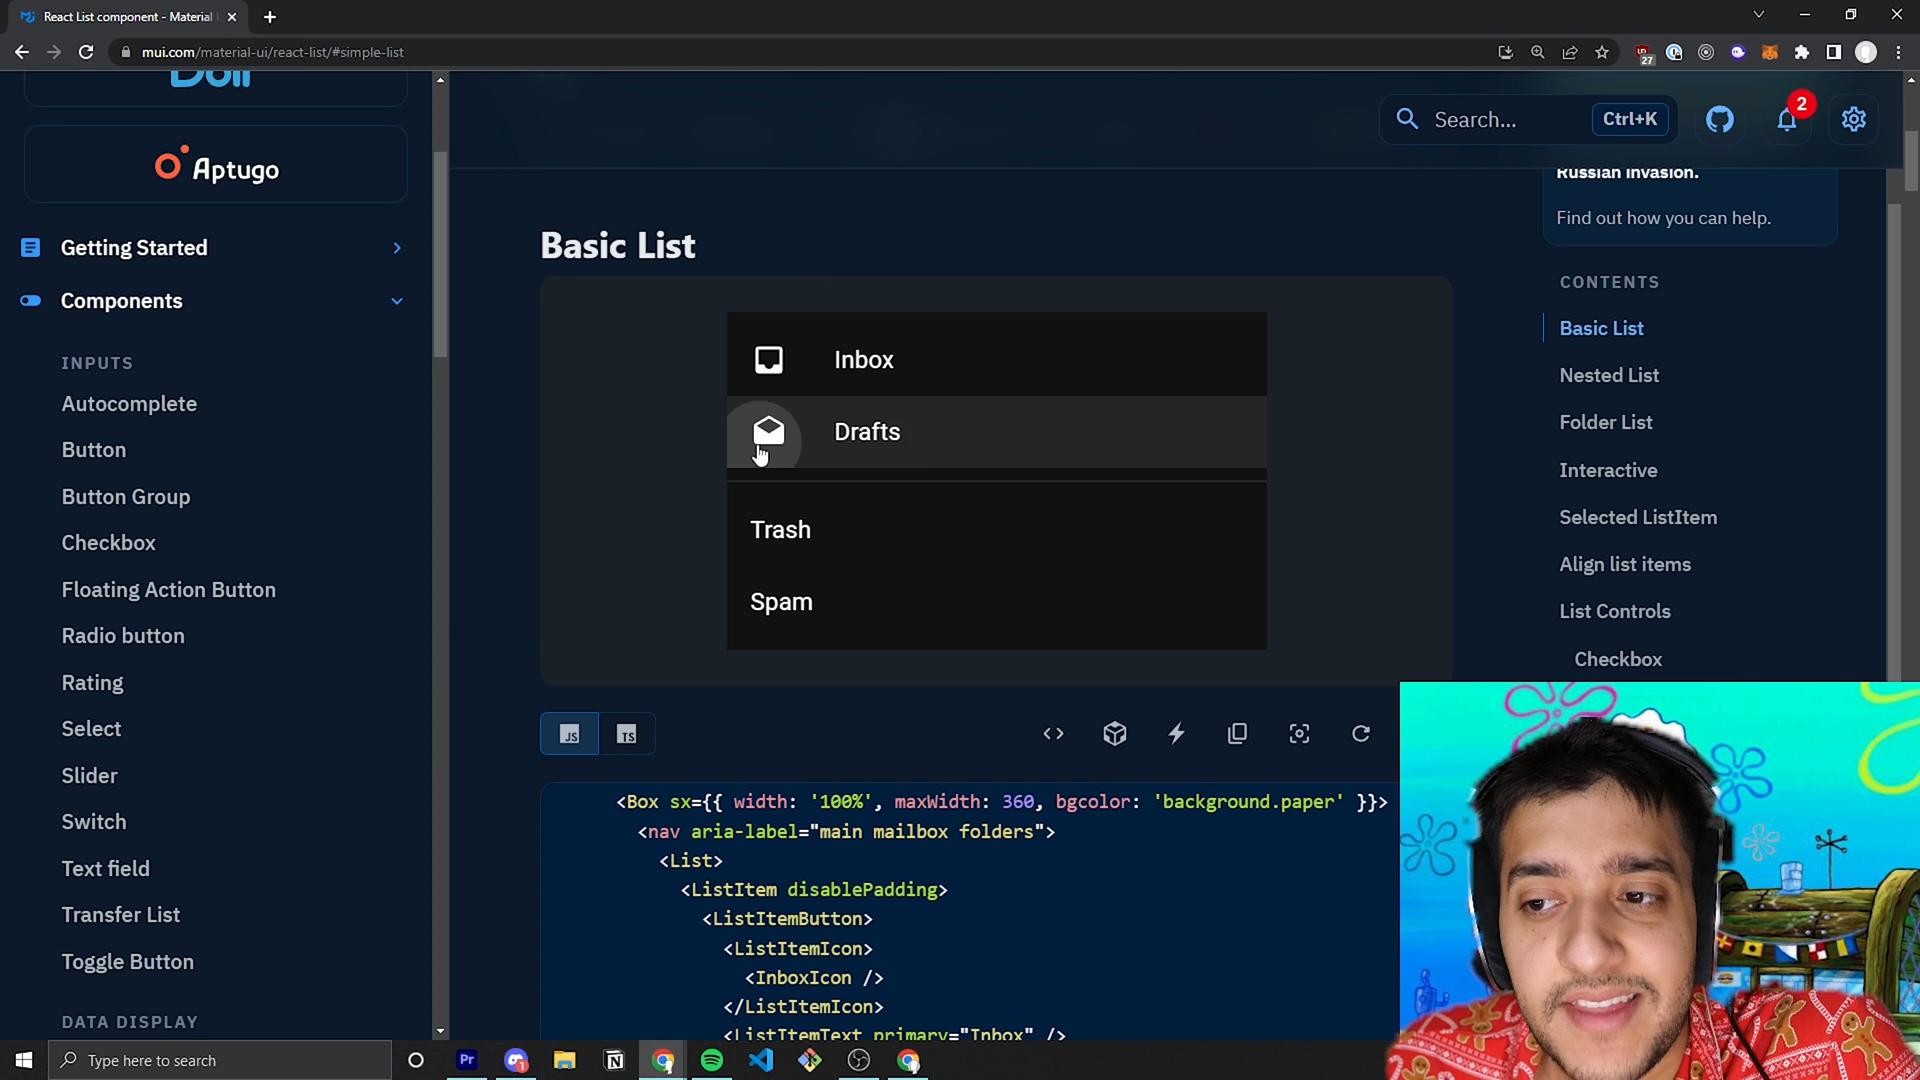 React List component - Material
mui.com/material-ui/react-list/#simple-list
27
Aptugo
Search...
Ctrl+K
2
Russian invasion.
Find out how you can help.
Getting Started
Components
INPUTS
Autocomplete
Button
Button Group
Checkbox
Floating Action Button
Radio button
Rating
Select
Slider
Switch
Text field
Transfer List
Toggle Button
DATA DISPLAY
Basic List
Inbox
Drafts
Trash
Spam
JS
TS
<Box sx={{ width: '100%', maxWidth: 360, bgcolor: 'background.paper' }}>
<nav aria-label="main mailbox folders">
<List>
<ListItem disablePadding>
<ListItemButton>
<ListItemIcon>
<InboxIcon />
</ListItemIcon>
<ListItemText primary="Inbox" />
CONTENTS
Basic List
Nested List
Folder List
Interactive
Selected ListItem
Align list items
List Controls
Checkbox
Type here to search
Pr
1